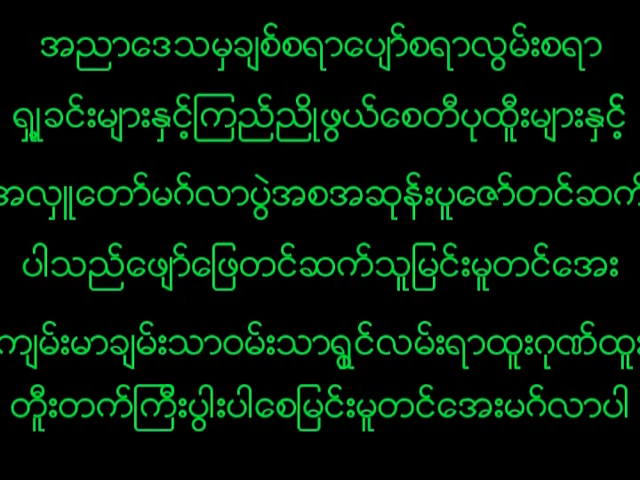 အညာဒေသမှချစ်စရာပျော်စရာလွမ်းစရာ
ရှုခင်းများနှင့်ကြည်ညိုဖွယ်စေတီပုထိုးများနှင့်
အလှူတော်မင်္ဂလာပွဲအစအဆုန်းပူဇော်တင်ဆက်
ပါသည်ဖျော်ဖြေတင်ဆက်သူမြင်းမူတင်အေး
ကျမ်းမာချမ်းသာဝမ်းသာရွှင်လမ်းရာထူးဂုဏ်ထူး
တိူးတက်ကြီးပွါးပါစေမြင်းမူတင်အေးမင်္ဂလာပါ